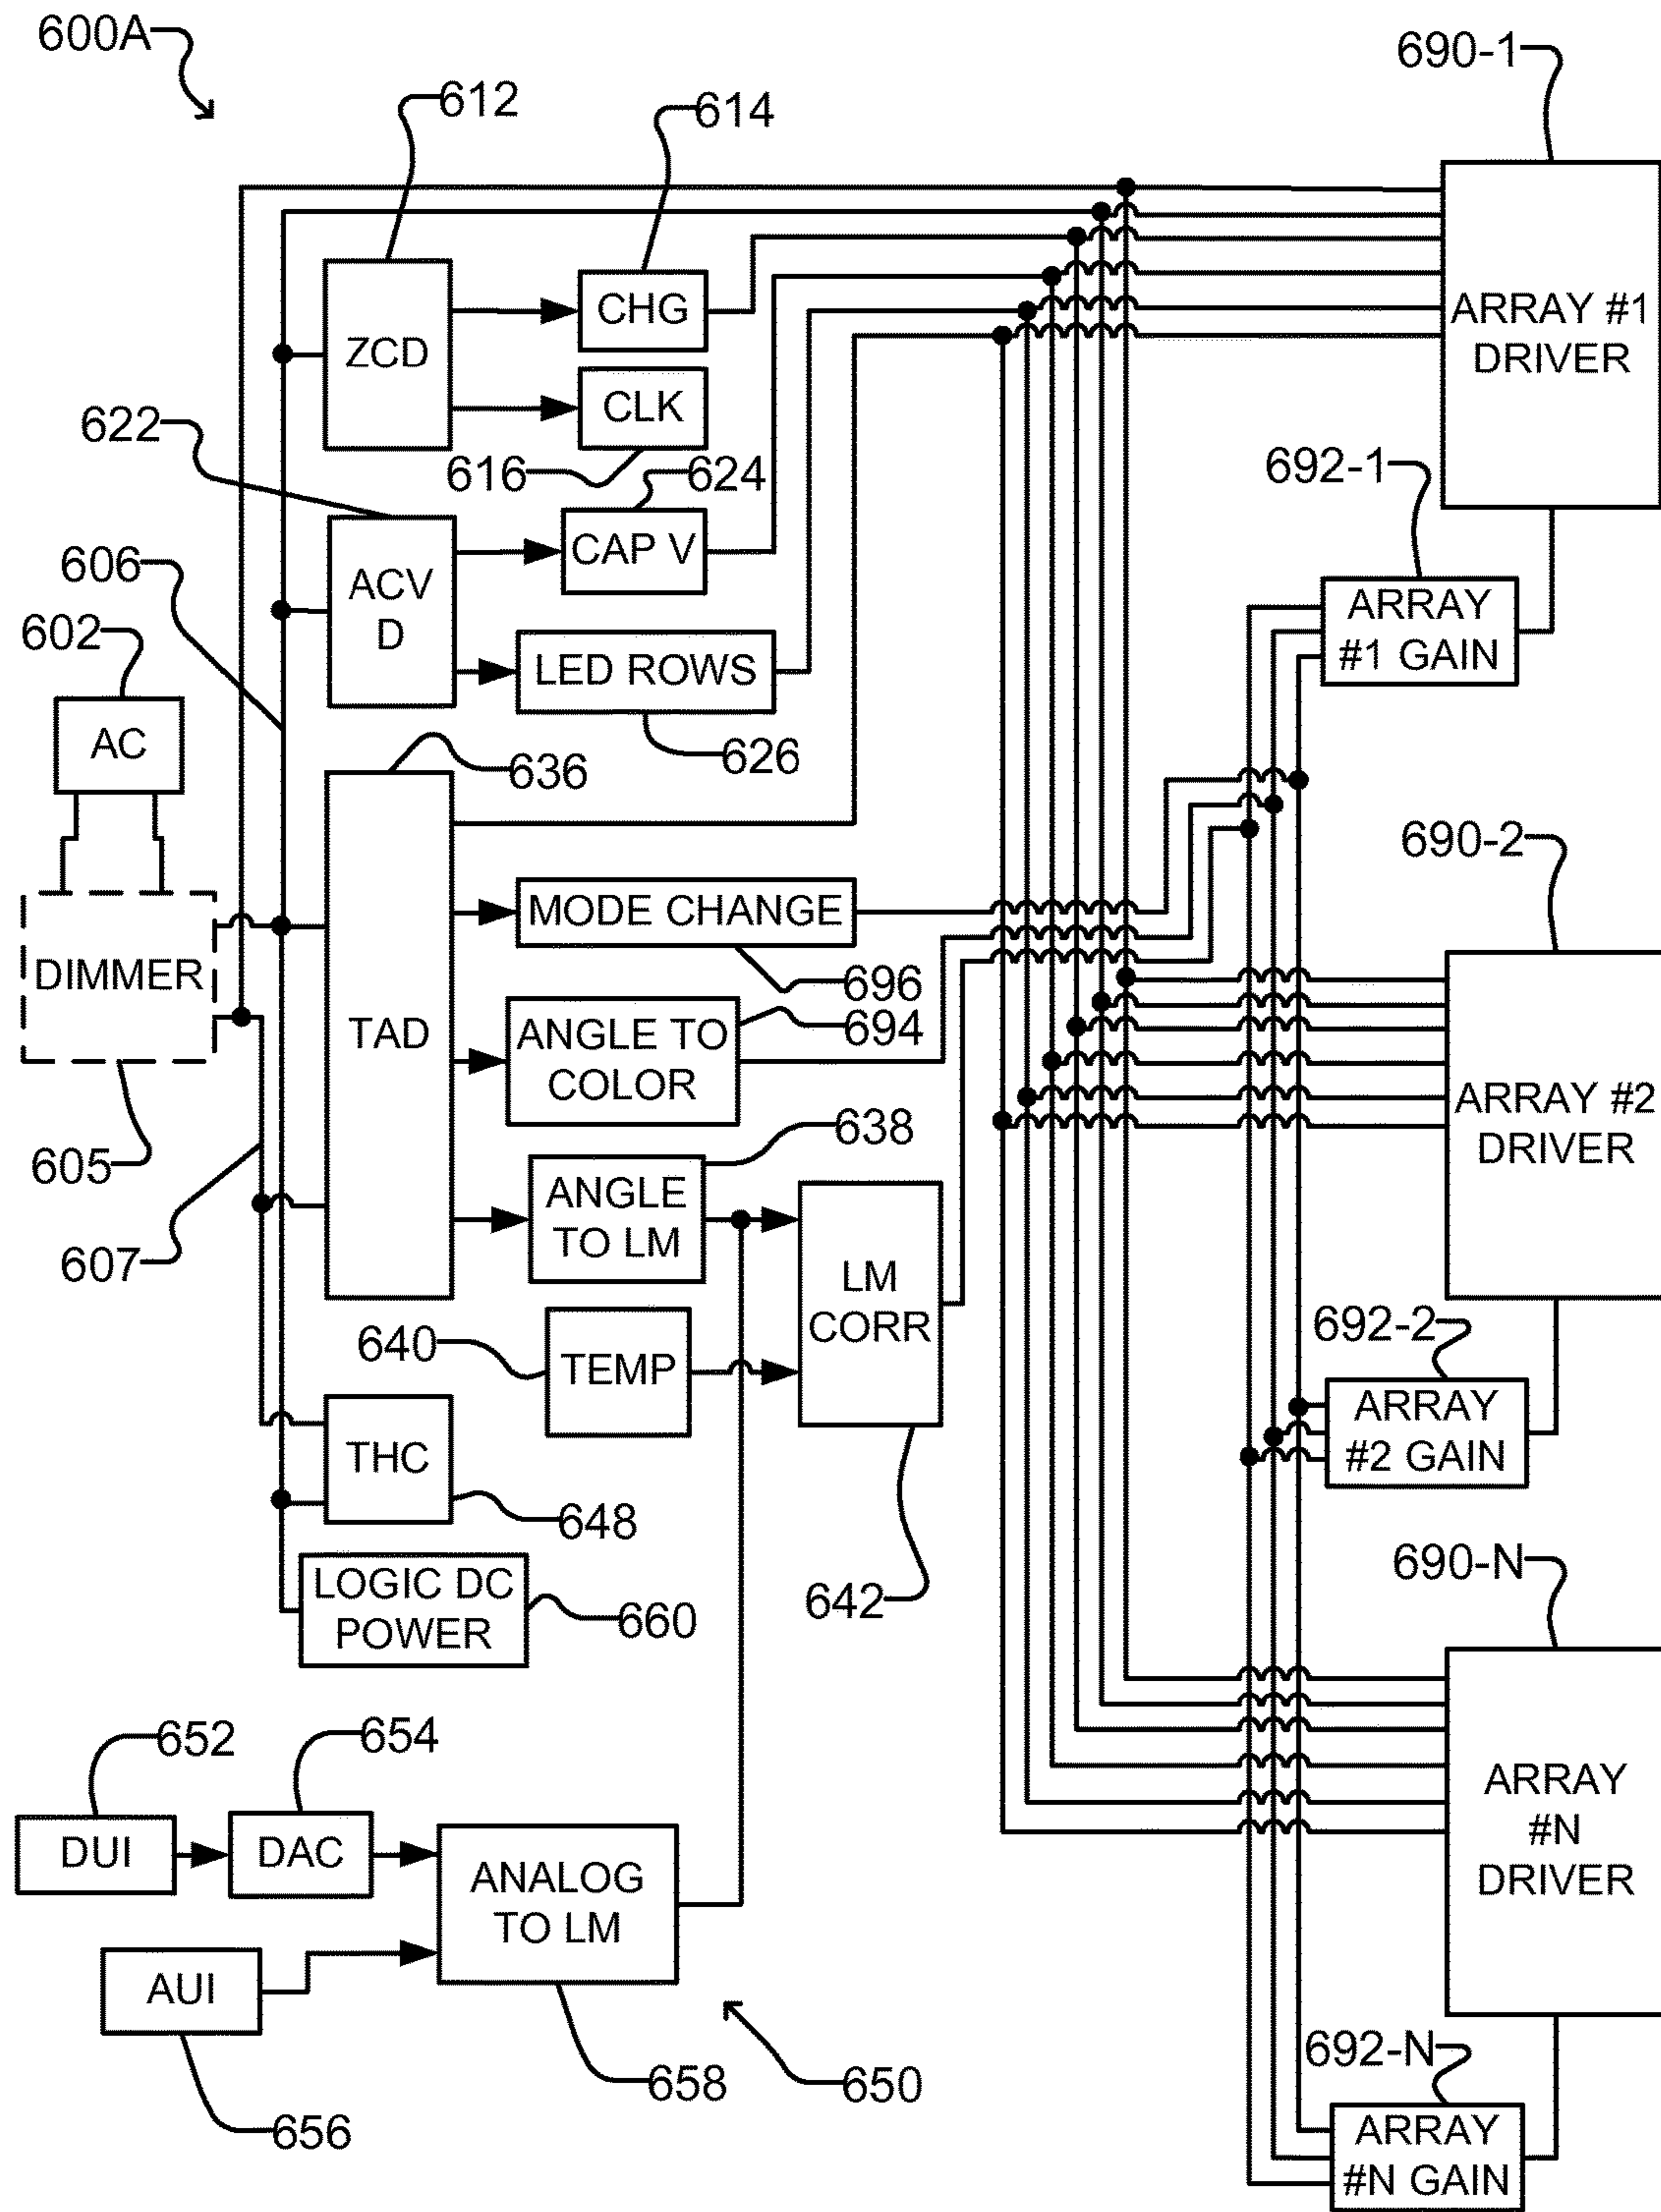 600A
690-1
612
614
CHG
ZCD
ARRAY #1
DRIVER
CLK
622
616
624
692-1
CAP V
606
ACV
D
ARRAY
#1 GAIN
602
LED ROWS
AC
626
636
690-2
MODE CHANGE
DIMMER
696
694
TAD
ANGLE TO
COLOR
ARRAY #2
DRIVER
638
605
ANGLE
TO LM
607
LM
CORR
640
TEMP
692-2
ARRAY
#2 GAIN
THC
648
690-N
LOGIC DC
POWER
642
660
652
654
ARRAY
#N
DRIVER
DUI
DAC
ANALOG
TO LM
AUI
692-N
658
650
656
ARRAY
#N GAIN